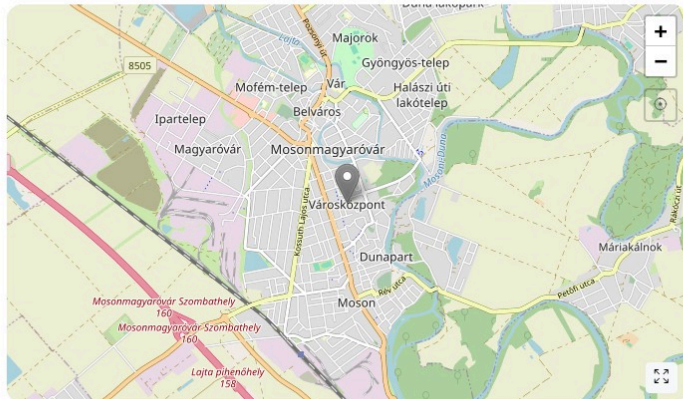 Duna lakópark
Lajta
Pozsonyi út
Majorok
Gyöngyös-telep
8505
Mofém-telep
Vár
Halászi úti
lakótelep
Belváros
Ipartelep
Magyaróvár
Mosonmagyaróvár
Mosoni-Duna
Városközpont
Kossuth Lajos utca
Rakóczi út
Máriakálnok
Dunapart
Rév utca
Petőfi utca
Moson
Mosonmagyaróvár Szombathely
160
Mosonmagyaróvár Szombathely
160
Lajta pihenőhely
158
+
−